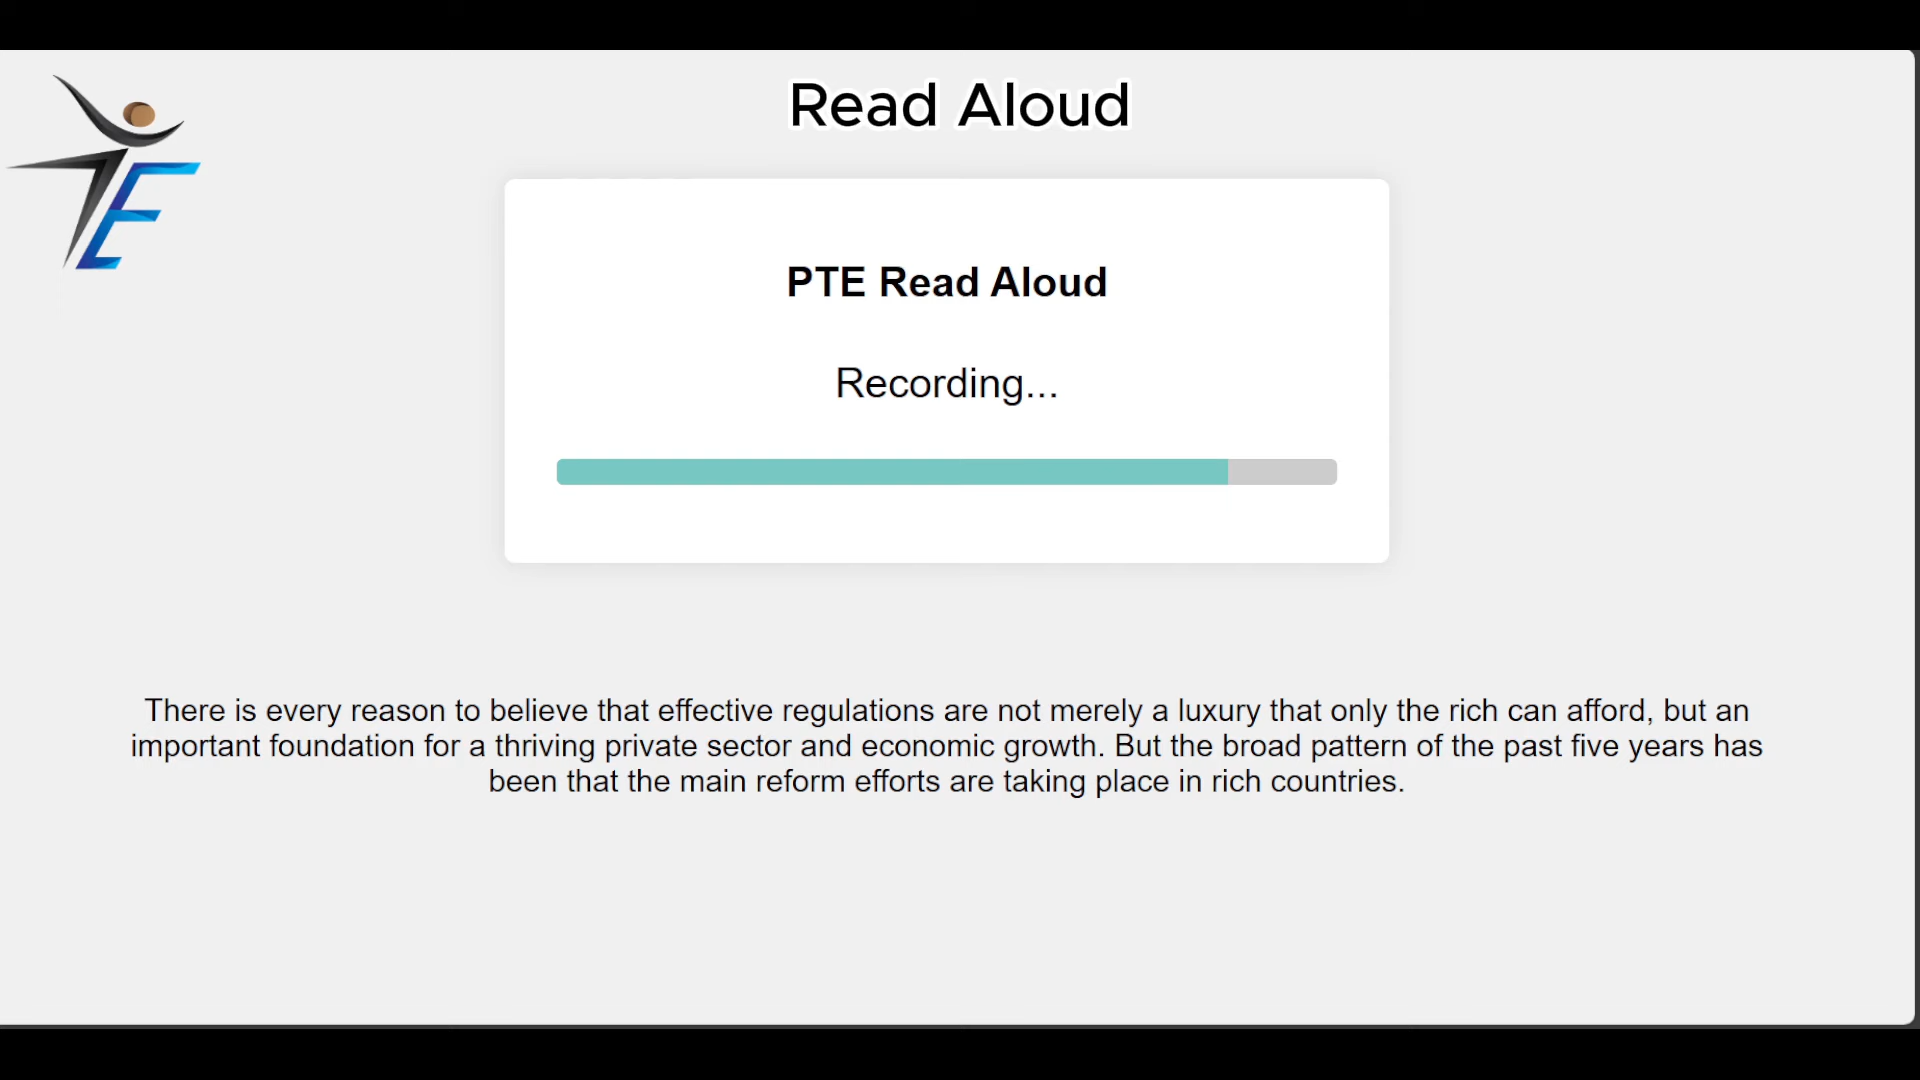 Read Aloud
PTE Read Aloud
Recording...
There is every reason to believe that effective regulations are not merely a luxury that only the rich can afford, but an
important foundation for a thriving private sector and economic growth. But the broad pattern of the past five years has
been that the main reform efforts are taking place in rich countries.